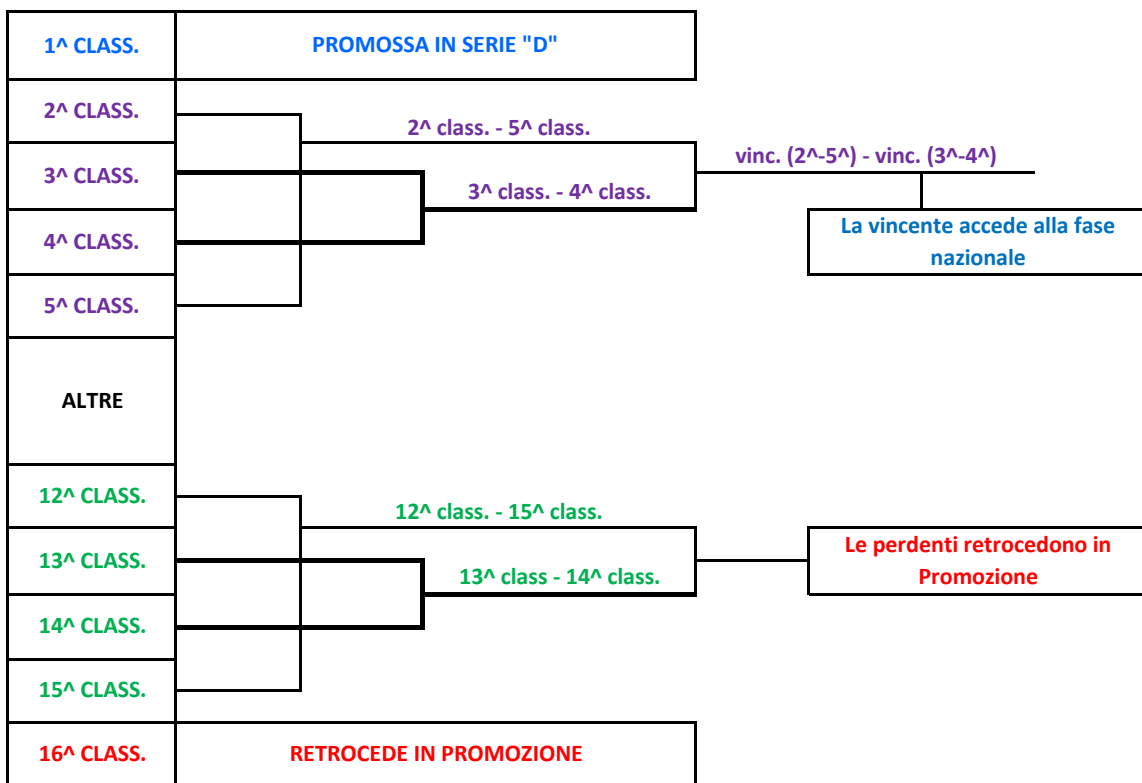 1^ CLASS.
PROMOSSA IN SERIE "D"
2^ CLASS.
2^ class. - 5^ class.
vinc. (2^-5^) - vinc. (3^-4^)
3^ CLASS.
3^ class. - 4^ class.
4^ CLASS.
La vincente accede alla fase
nazionale
5^ CLASS.
ALTRE
12^ CLASS.
12^ class. - 15^ class.
13^ CLASS.
13^ class - 14^ class.
Le perdenti retrocedono in
Promozione
14^ CLASS.
15^ CLASS.
16^ CLASS.
RETROCEDE IN PROMOZIONE